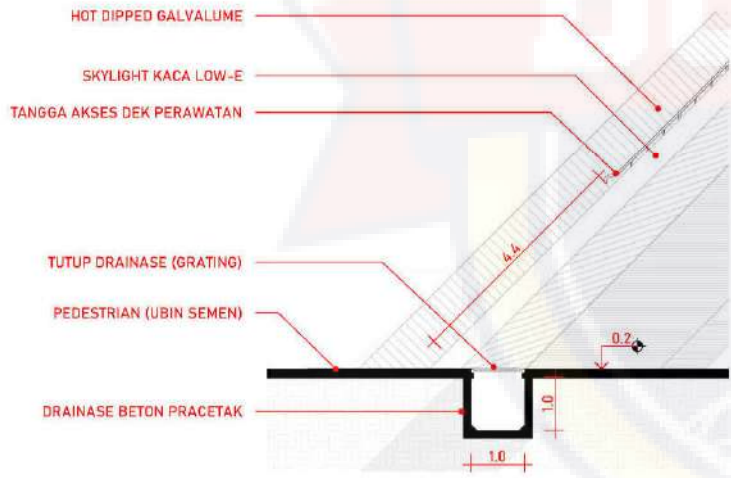 HOT DIPPED GALVALUME
SKYLIGHT KACA LOW-E
TANGGA AKSES DEK PERAWATAN
4.4
TUTUP DRAINASE (GRATING)
PEDESTRIAN (UBIN SEMEN)
0.2
DRAINASE BETON PRACETAK
1.0
1.0